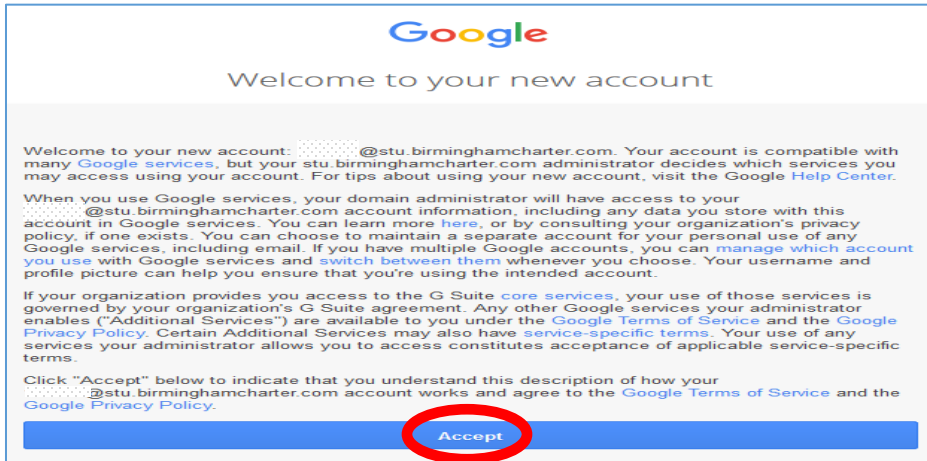 Google
Welcome to your new account
Welcome to your new account: @stu.birminghamcharter.com. Your account is compatible with
many Google services, but your stu.birminghamcharter.com administrator decides which services you
may access using your account. For tips about using your new account, visit the Google Help Center.
When you use Google services, your domain administrator will have access to your
@stu.birminghamcharter.com account information, including any data you store with this
account in Google services. You can learn more here, or by consulting your organization's privacy
policy, if one exists. You can choose to maintain a separate account for your personal use of any
Google services, including email. If you have multiple Google accounts, you can manage which account
you use with Google services and switch between them whenever you choose. Your username and
profile picture can help you ensure that you're using the intended account.
If your organization provides you access to the G Suite core services, your use of those services is
governed by your organization's G Suite agreement. Any other Google services your administrator
enables ("Additional Services") are available to you under the Google Terms of Service and the Google
Privacy Policy. Certain Additional Services may also have service-specific terms. Your use of any
services your administrator allows you to access constitutes acceptance of applicable service-specific
terms.
Click "Accept" below to indicate that you understand this description of how your
@stu.birminghamcharter.com account works and agree to the Google Terms of Service and the
Google Privacy Policy.
Accept